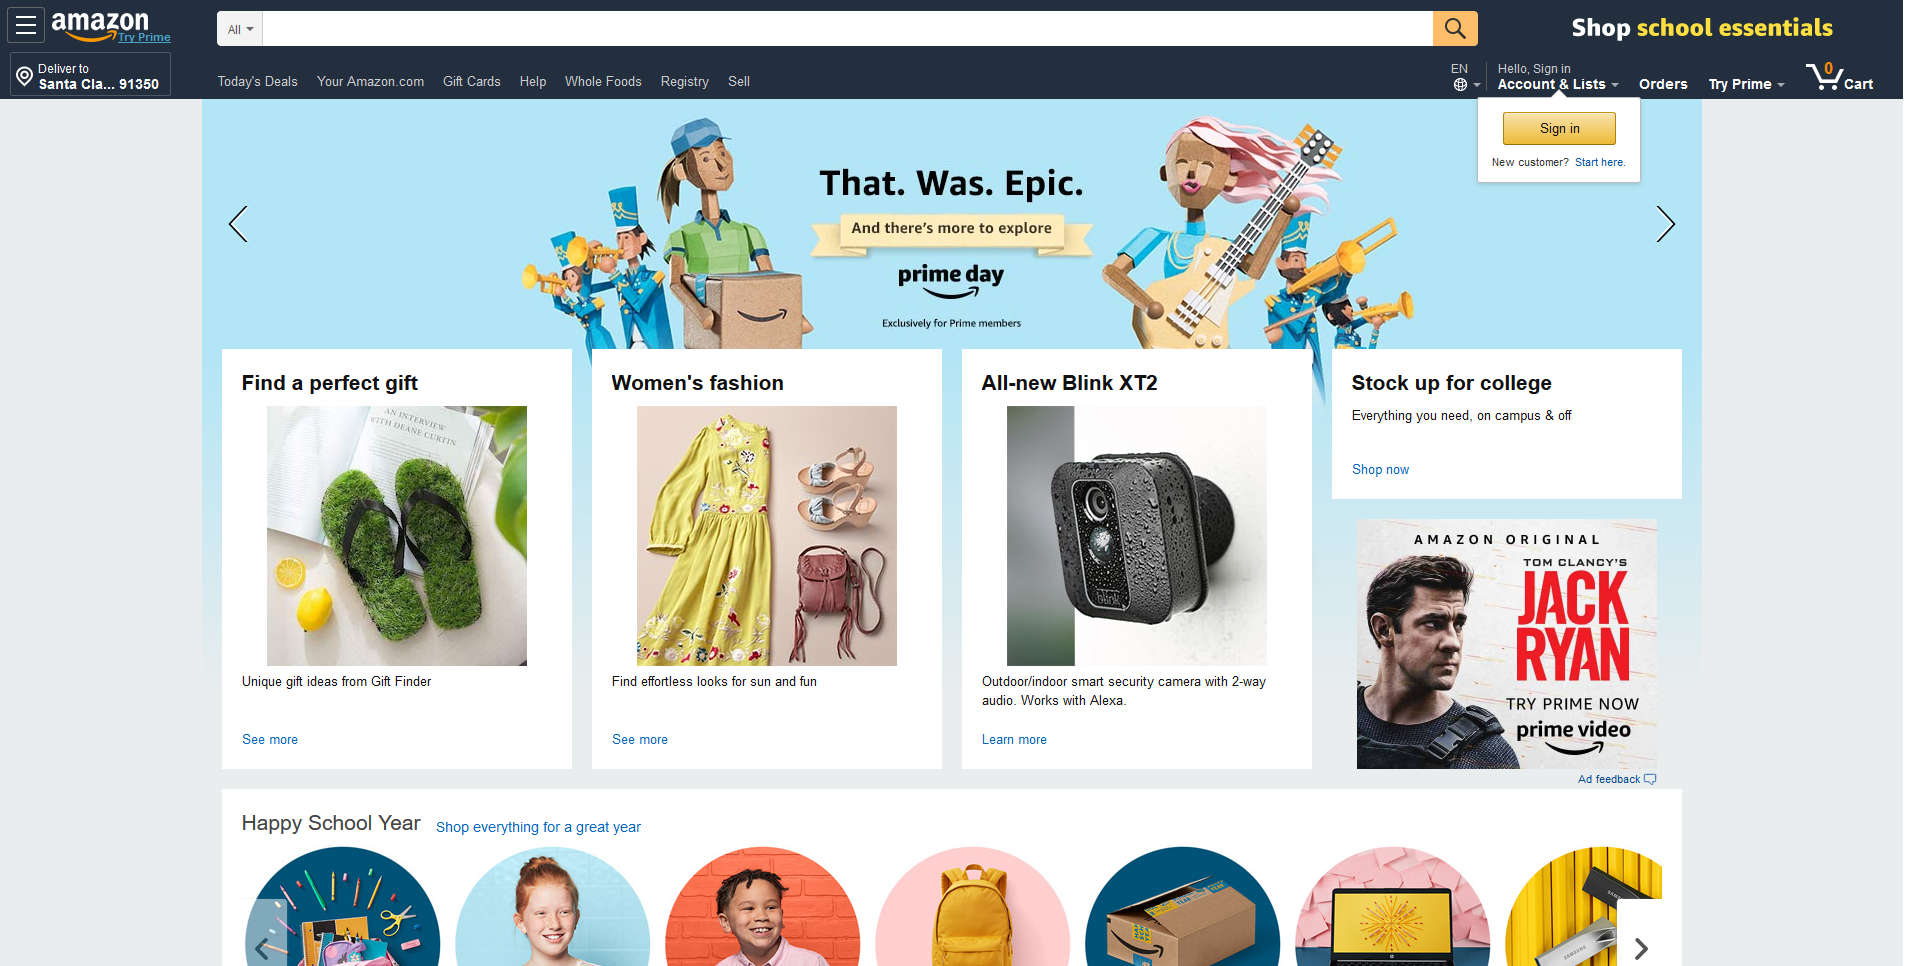 amazon
Try Prime
All
Shop school essentials
Deliver to
Santa Cla... 91350
Today's Deals
Your Amazon.com
Gift Cards
Help
Whole Foods
Registry
Sell
EN
Hello, Sign in
Account & Lists
Orders
Try Prime
0
Cart
Sign in
New customer? Start here.
That. Was. Epic.
And there's more to explore
prime day
Exclusively for Prime members
Find a perfect gift
AN INTERVIEW
WITH DEANE CURTIN
Unique gift ideas from Gift Finder
See more
Women's fashion
Find effortless looks for sun and fun
See more
All-new Blink XT2
blink
Outdoor/indoor smart security camera with 2-way
audio. Works with Alexa.
Learn more
Stock up for college
Everything you need, on campus & off
Shop now
AMAZON ORIGINAL
TOM CLANCY'S
JACK
RYAN
TRY PRIME NOW
prime video
Ad feedback
Happy School Year
Shop everything for a great year
SAMSUNG
SAMSUNG